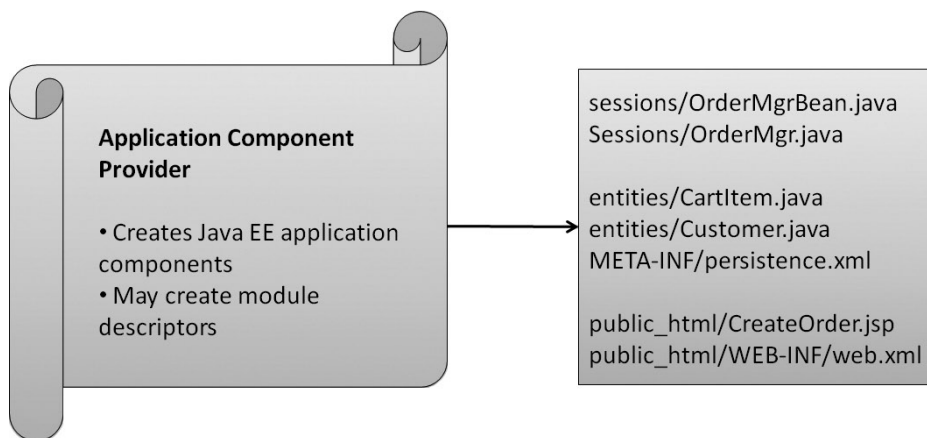 Application Component
Provider
• Creates Java EE application
components
• May create module
descriptors
sessions/OrderMgrBean.java
Sessions/OrderMgr.java
entities/CartItem.java
entities/Customer.java
META-INF/persistence.xml
public_html/CreateOrder.jsp
public_html/WEB-INF/web.xml